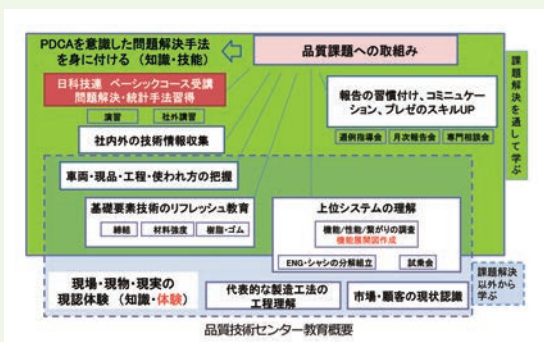 PDCAを意識した問題解決手法
を身に付ける（知識・技能）
品質課題への取組み
日科技連 ベーシックコース受講
問題解決・統計手法習得
演習
社外講習
社内外の技術情報収集
報告の習慣付け、コミニュケー
ション、プレゼのスキルUP
週例指導会
月次報告会
専門相談会
課題解決を通して学ぶ
車両・現品・工程・使われ方の把握
基礎要素技術のリフレッシュ教育
締結
材料強度
樹脂・ゴム
上位システムの理解
機能/性能/繋がりの調査
機能展開図作成
ENG・シャシの分解組立
試乗会
現場・現物・現実の
現認体験（知識・体験）
代表的な製造工法の
工程理解
市場・顧客の現状認識
課題解決
以外から
学ぶ
品質技術センター教育概要